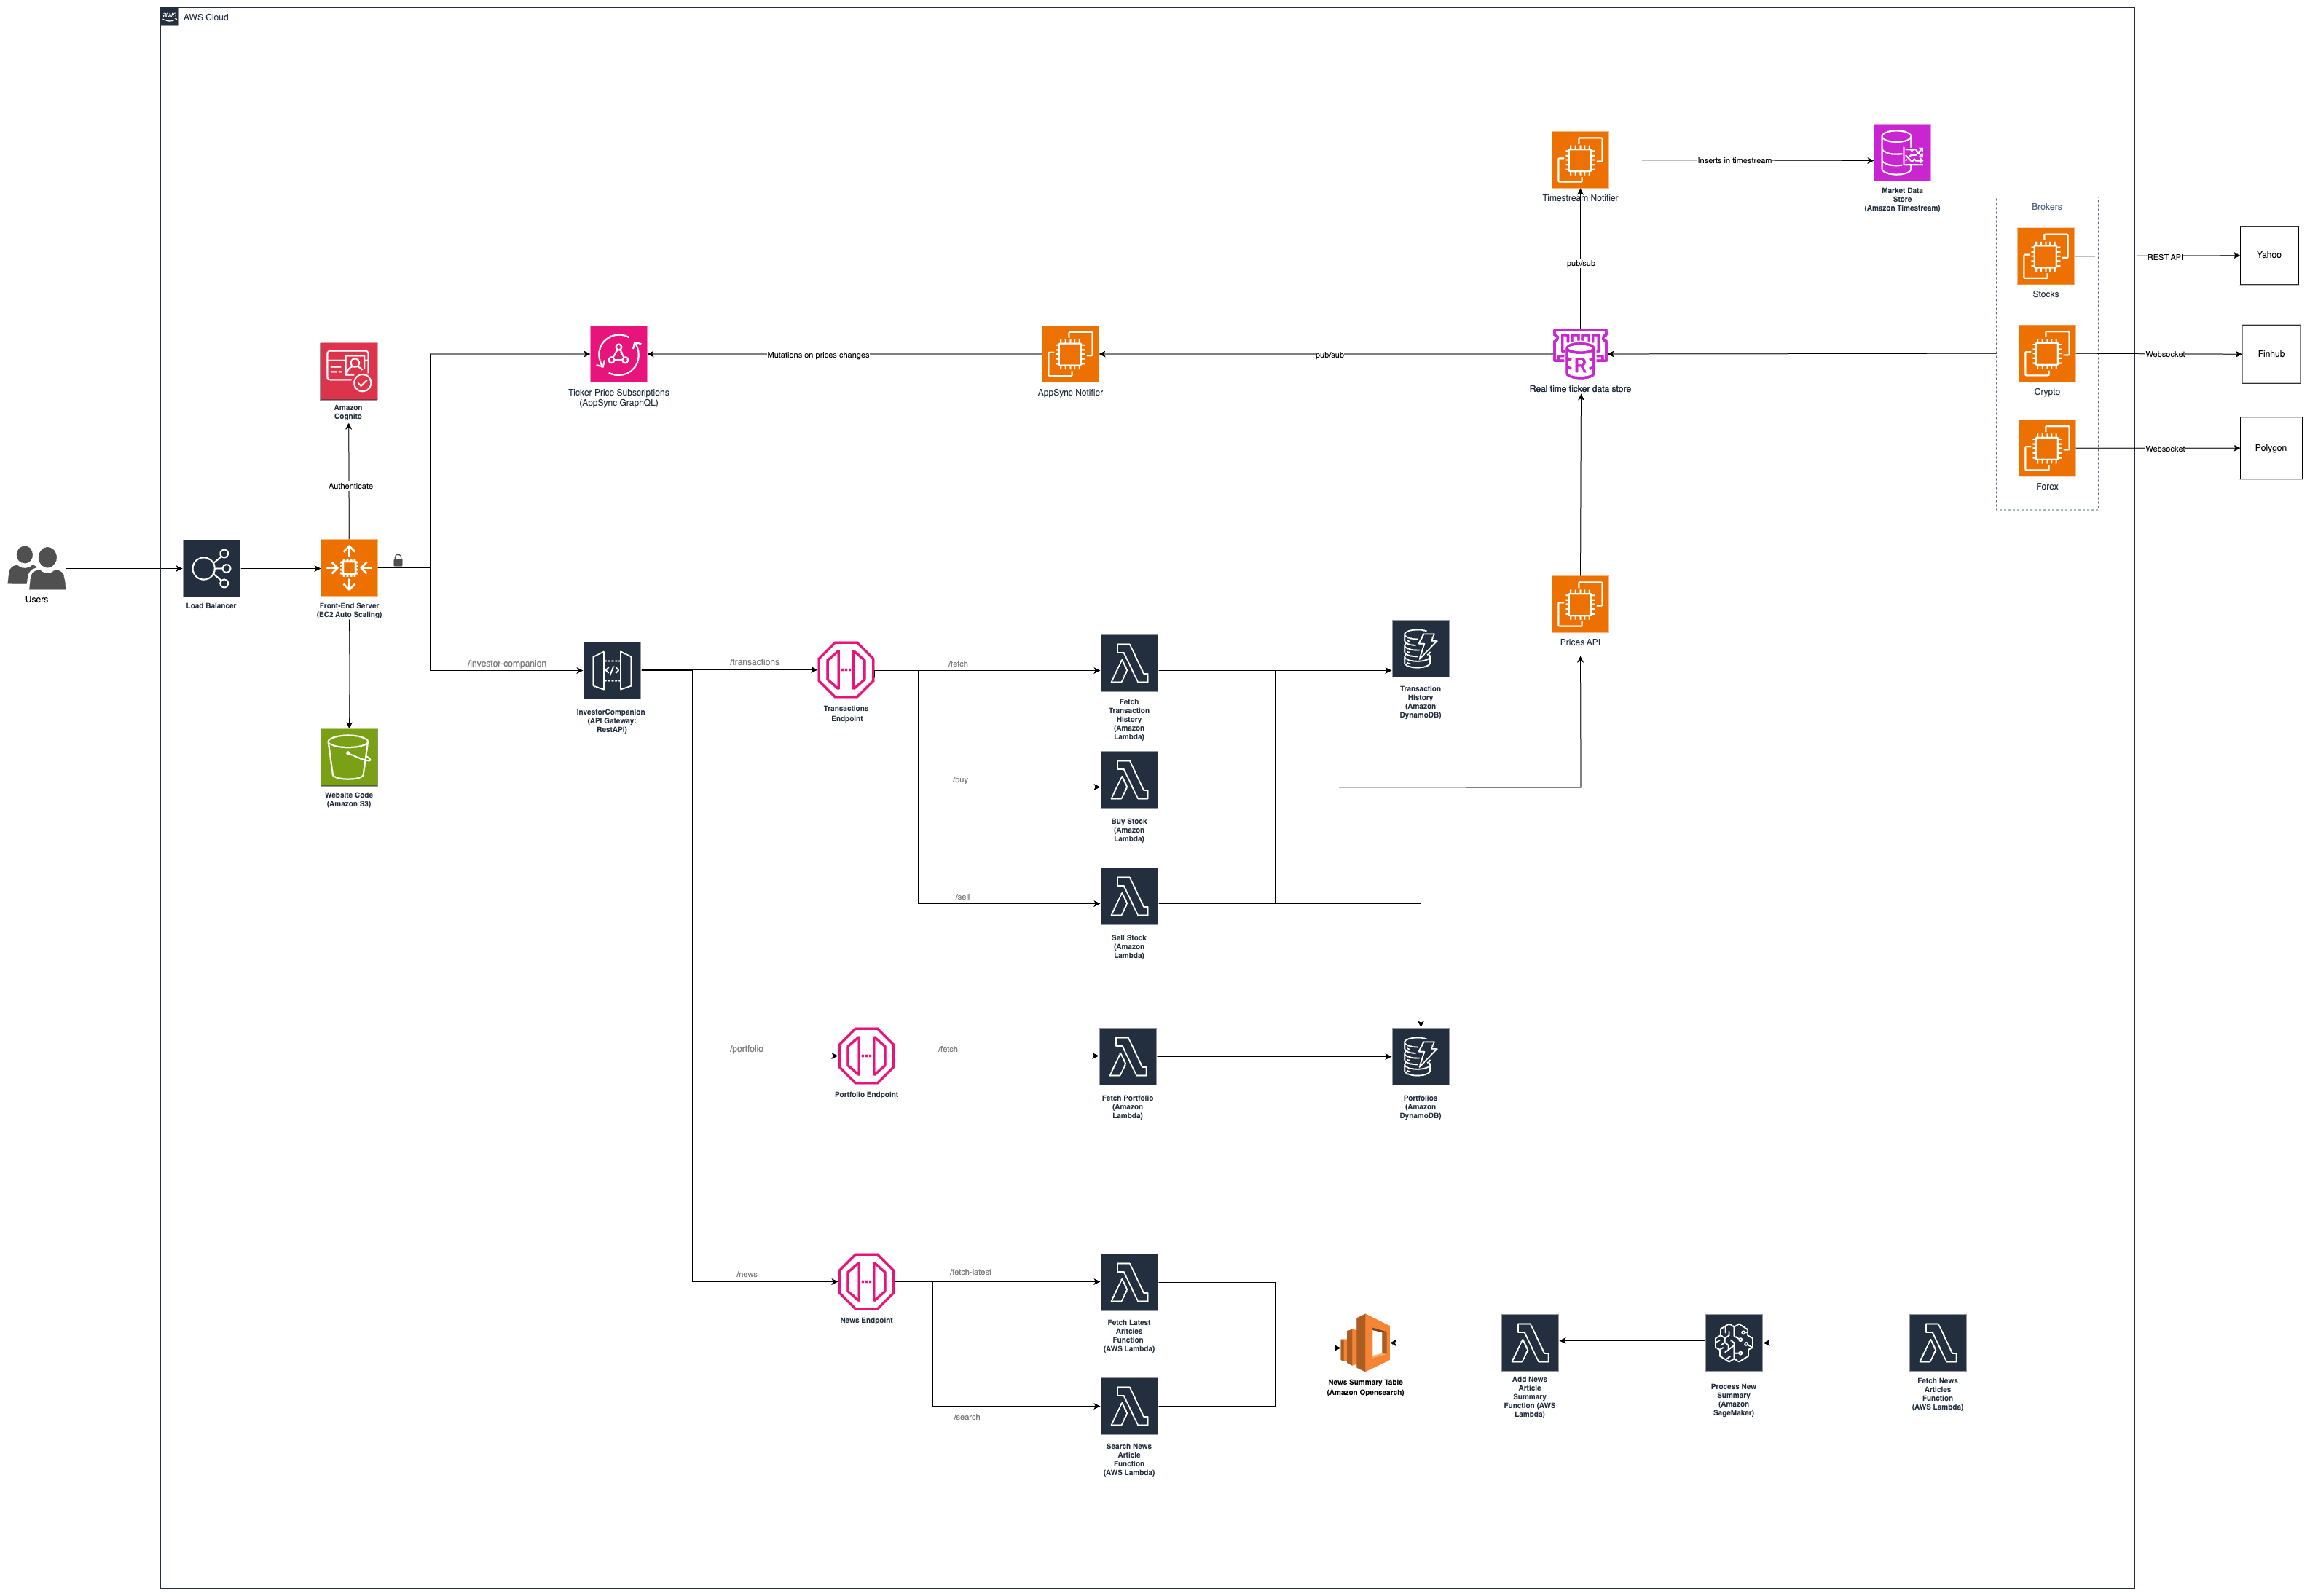 aws
AWS Cloud
Timestream Notifier
Inserts in timestream
Market Data
Store
(Amazon Timestream)
Brokers
Stocks
REST API
Yahoo
pub/sub
Amazon
Cognito
Authenticate
Ticker Price Subscriptions
(AppSync GraphQL)
Mutations on prices changes
AppSync Notifier
pub/sub
R
Real time ticker data store
Crypto
Websocket
Finhub
Forex
Websocket
Polygon
Users
Load Balancer
Front-End Server
(EC2 Auto Scaling)
Website Code
(Amazon S3)
/investor-companion
InvestorCompanion
(API Gateway:
RestAPI)
/transactions
Transactions
Endpoint
/fetch
Fetch
Transaction
History
(Amazon
Lambda)
Transaction
History
(Amazon
DynamoDB)
Prices API
/buy
Buy Stock
(Amazon
Lambda)
/sell
Sell Stock
(Amazon
Lambda)
/portfolio
Portfolio Endpoint
/fetch
Fetch Portfolio
(Amazon
Lambda)
Portfolios
(Amazon
DynamoDB)
/news
News Endpoint
/fetch-latest
Fetch Latest
Aritcles
Function
(AWS Lambda)
/search
Search News
Article
Function
(AWS Lambda)
News Summary Table
(Amazon Opensearch)
Add News
Article
Summary
Function (AWS
Lambda)
Process New
Summary
(Amazon
SageMaker)
Fetch News
Articles
Function
(AWS Lambda)